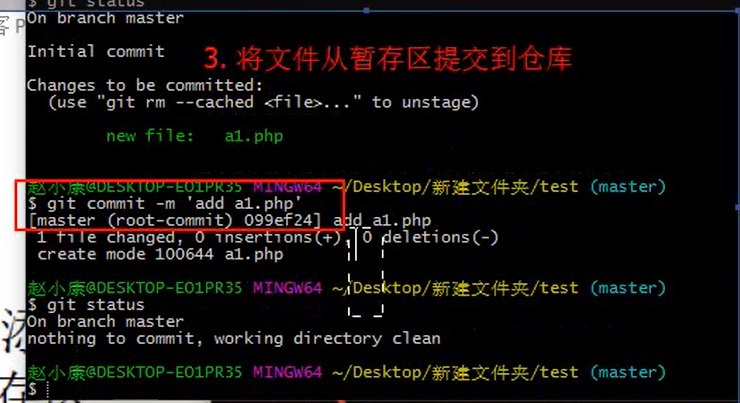 $ git status
客 P
On branch master
Initial commit
3. 将文件从暂存区提交到仓库
Changes to be committed:
(use "git rm --cached <file>..." to unstage)
new file: a1.php
赵小康@DESKTOP-EO1PR35 MINGW64 ~/Desktop/新建文件夹/test (master)
$ git commit -m 'add a1.php'
[master (root-commit) 099ef24] add a1.php
1 file changed, 0 insertions(+), 0 deletions(-)
create mode 100644 a1.php
赵小康@DESKTOP-EO1PR35 MINGW64 ~/Desktop/新建文件夹/test (master)
$ git status
On branch master
nothing to commit, working directory clean
赵小康@DESKTOP-EO1PR35 MINGW64 ~/Desktop/新建文件夹/test (master)
$